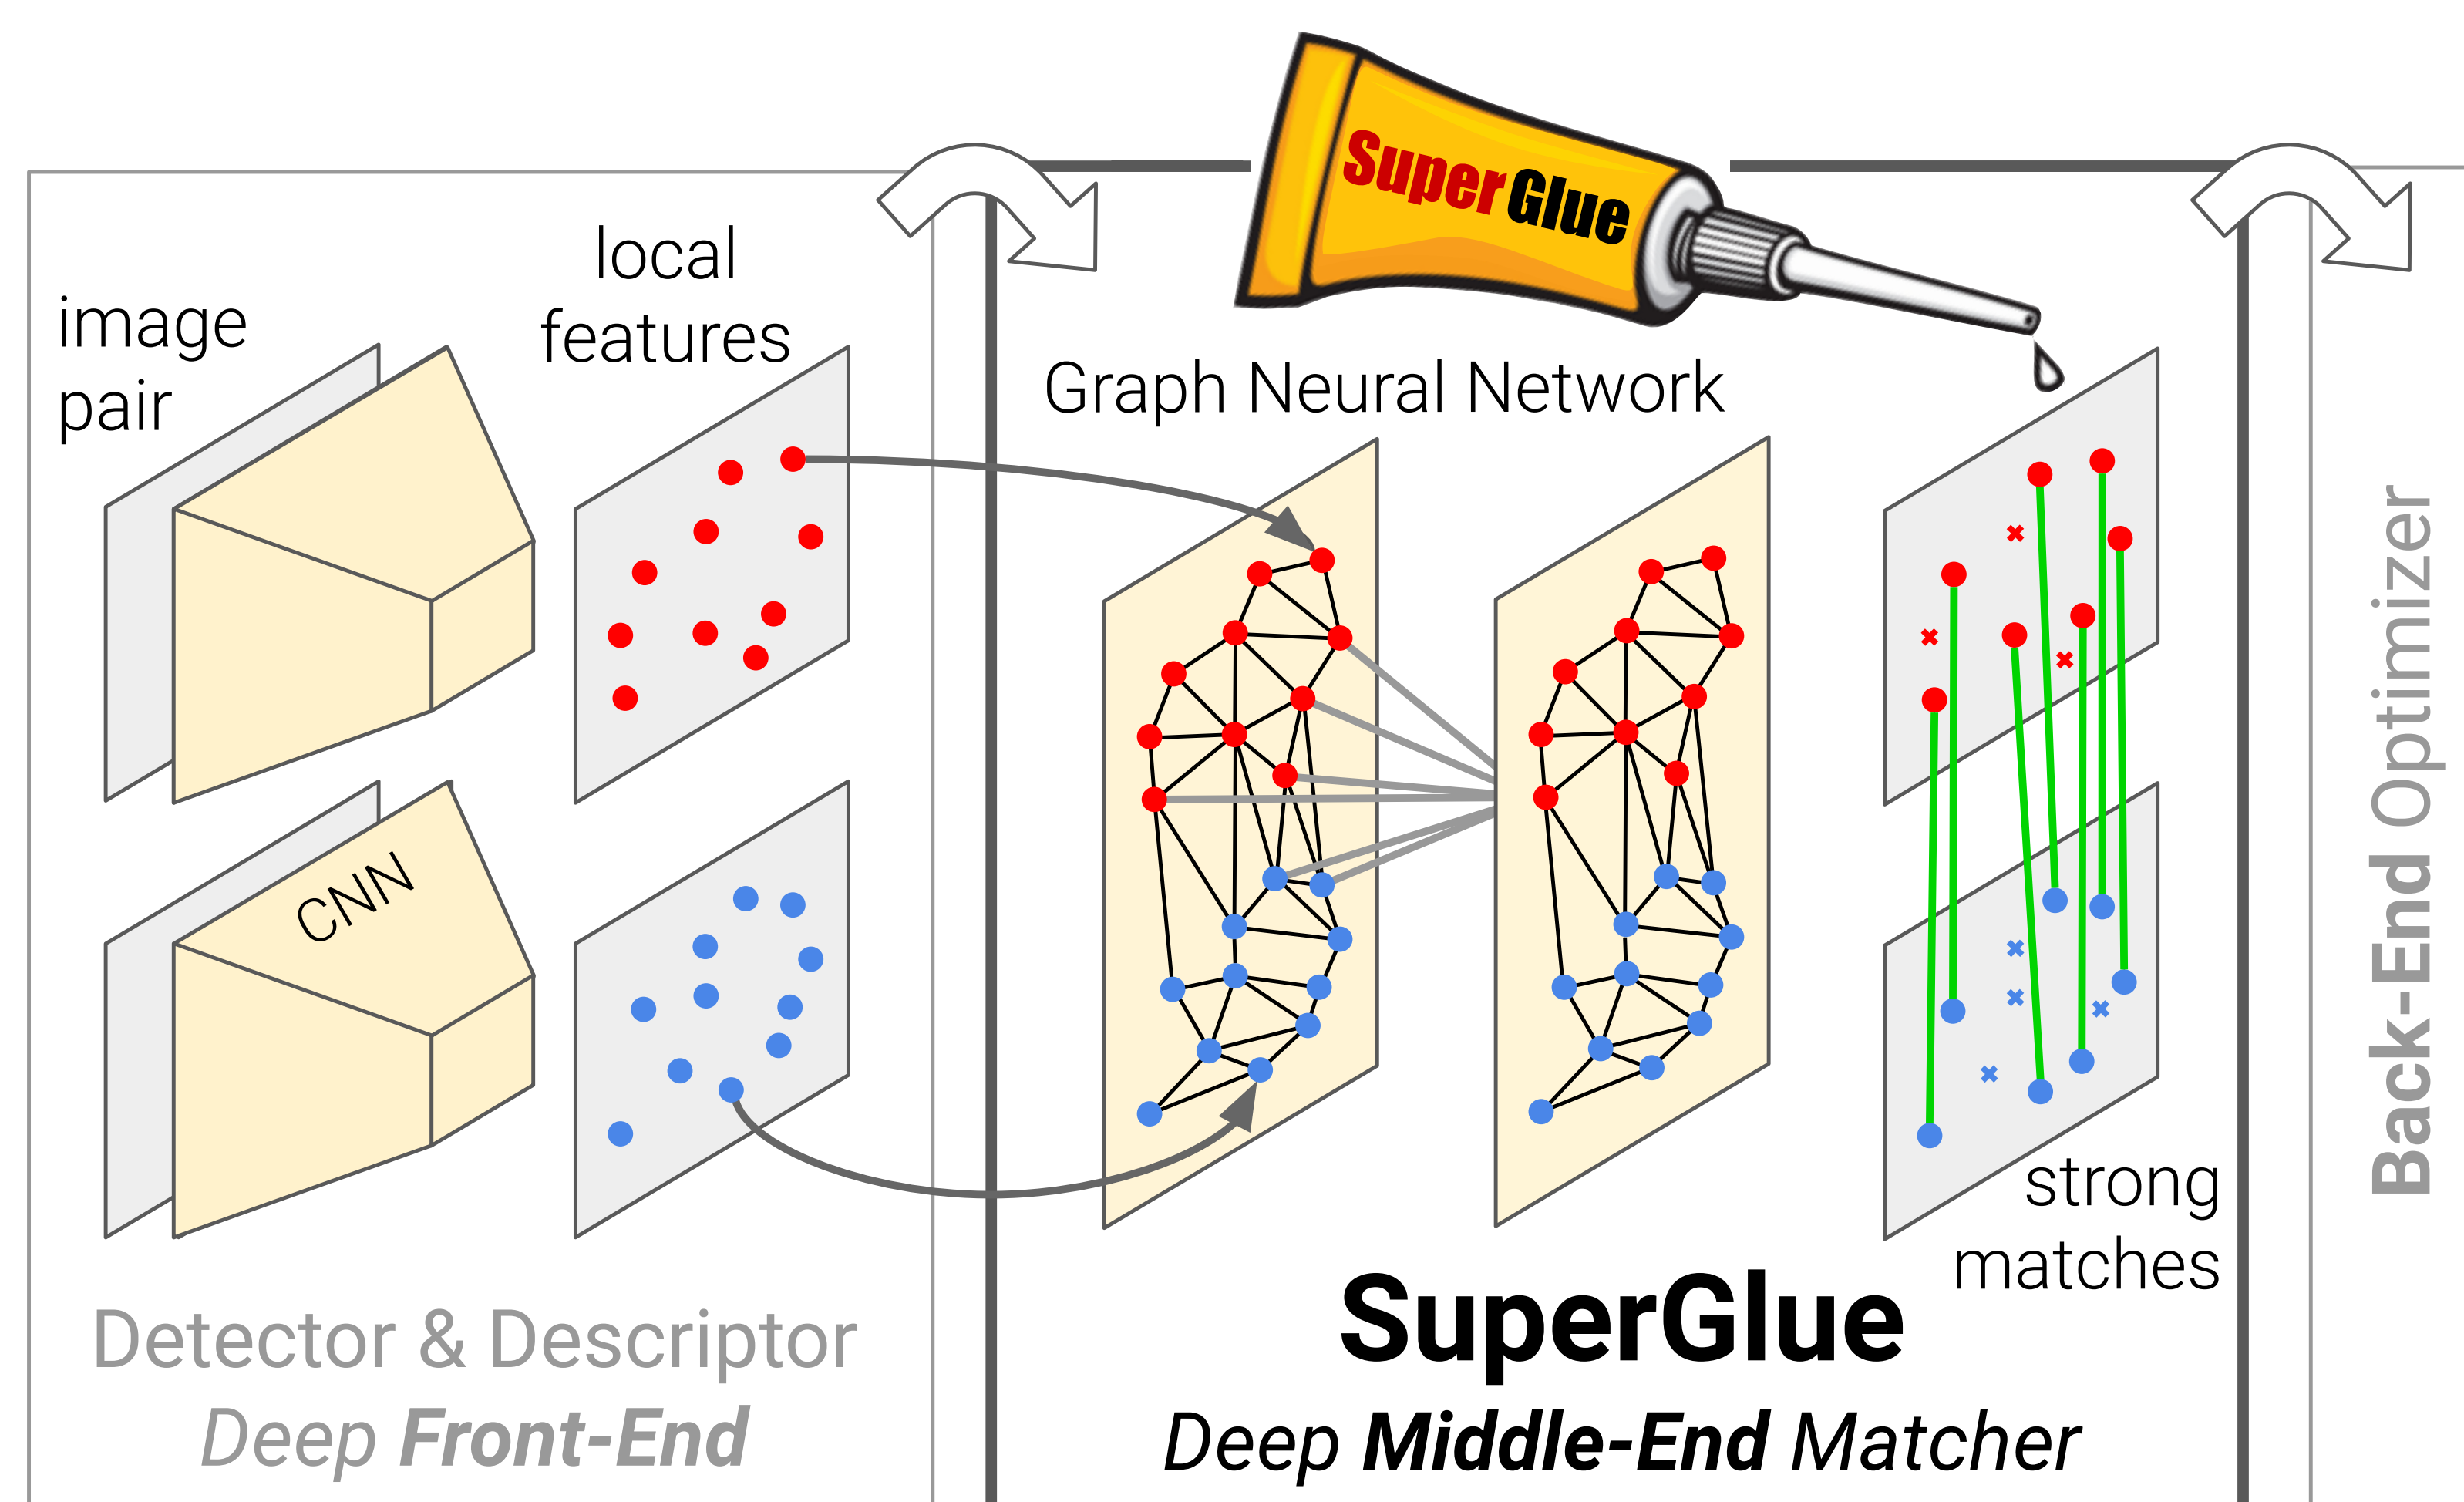 image
pair
local
features
CNN
Detector & Descriptor
Deep Front-End
SuperGlue
Graph Neural Network
strong
matches
SuperGlue
Deep Middle-End Matcher
Back-End Optimizer